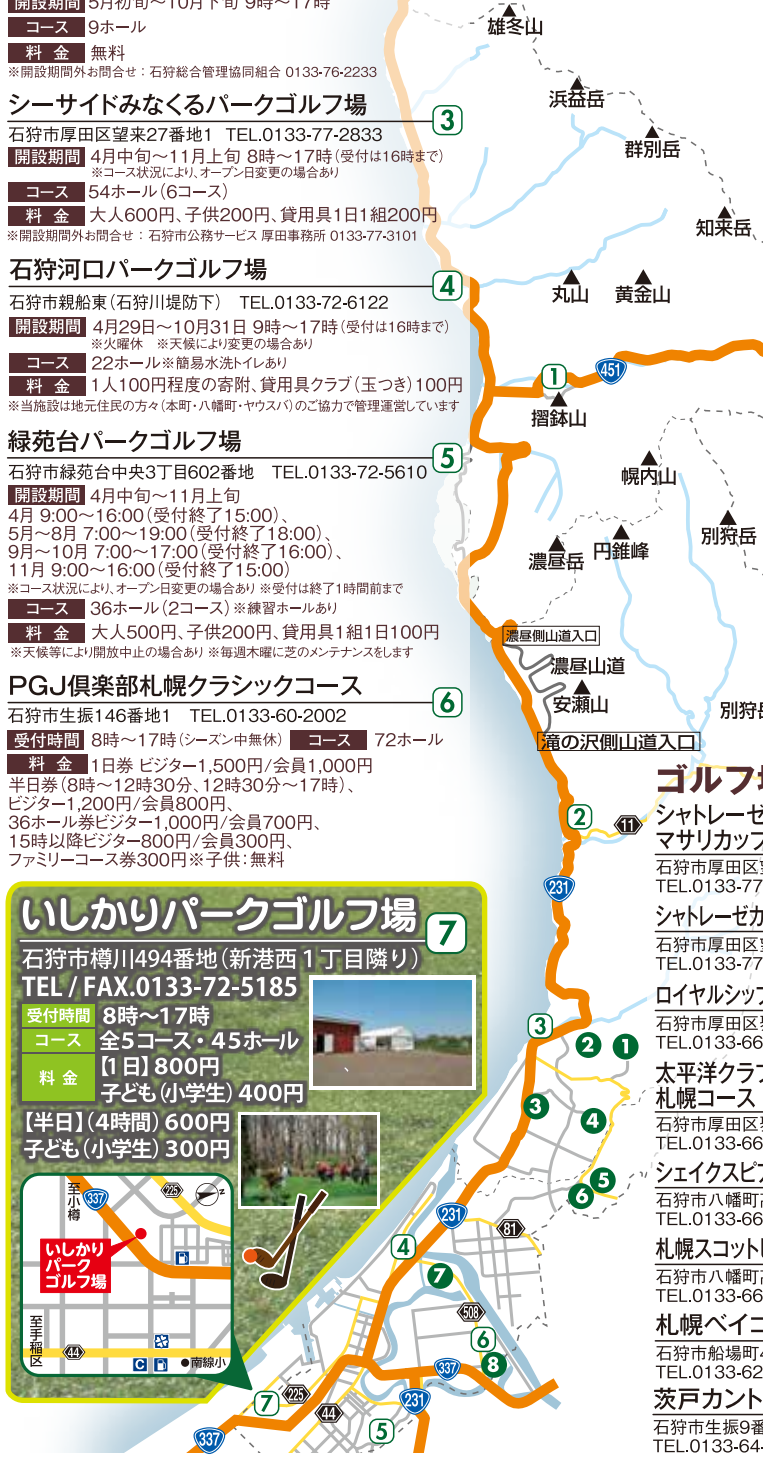 開設期間 5月初旬～10月下旬 9時～17時
コース 9ホール
料 金 無料
※開設期間外お問合せ：石狩総合管理協同組合 0133-76-2233
シーサイドみなくるパークゴルフ場 3
石狩市厚田区望来27番地1 TEL.0133-77-2833
開設期間 4月中旬～11月上旬 8時～17時(受付は16時まで)
※コース状況により、オープン日変更の場合あり
コース 54ホール(6コース)
料 金 大人600円、子供200円、貸用具1日1組200円
※開設期間外お問合せ：石狩市公務サービス 厚田事務所 0133-77-3101
石狩河口パークゴルフ場 4
石狩市親船東(石狩川堤防下) TEL.0133-72-6122
開設期間 4月29日～10月31日 9時～17時(受付は16時まで)
※火曜休 ※天候により変更の場合あり
コース 22ホール※簡易水洗トイレあり
料 金 1人100円程度の寄附、貸用具クラブ(玉つき)100円
※当施設は地元住民の方々(本町・八幡町・ヤウスバ)のご協力で管理運営しています
緑苑台パークゴルフ場 5
石狩市緑苑台中央3丁目602番地 TEL.0133-72-5610
開設期間 4月中旬～11月上旬
4月 9:00～16:00(受付終了15:00)、
5月～8月 7:00～19:00(受付終了18:00)、
9月～10月 7:00～17:00(受付終了16:00)、
11月 9:00～16:00(受付終了15:00)
※コース状況により、オープン日変更の場合あり ※受付は終了1時間前まで
コース 36ホール(2コース)※練習ホールあり
料 金 大人500円、子供200円、貸用具1組1日100円
※天候等により開放中止の場合あり ※毎週木曜に芝のメンテナンスをします
PGJ倶楽部札幌クラシックコース 6
石狩市生振146番地1 TEL.0133-60-2002
受付時間 8時～17時(シーズン中無休) コース 72ホール
料 金 1日券 ビジター1,500円/会員1,000円
半日券(8時～12時30分、12時30分～17時)、
ビジター1,200円/会員800円、
36ホール券ビジター1,000円/会員700円、
15時以降ビジター800円/会員300円、
ファミリーコース券300円※子供：無料
いしかりパークゴルフ場 7
石狩市樽川494番地(新港西1丁目隣り)
TEL / FAX.0133-72-5185
受付時間 8時～17時
コース 全5コース・45ホール
料 金 【1日】800円
子ども(小学生)400円
【半日】(4時間)600円
子ども(小学生)300円
至小樽
337
225
N
いしかり
パーク
ゴルフ場
至手稲区
44
C
●南線小
雄冬山
浜益岳
群別岳
知来岳
丸山
黄金山
1
451
摺鉢山
幌内山
別狩岳
円錐峰
濃昼岳
濃昼側山道入口
濃昼山道
安瀬山
別狩岳
滝の沢側山道入口
2
11
231
3
2
1
3
4
5
6
231
81
4
7
508
6
8
337
7
225
44
231
5
337
ゴルフ場
シャトレーゼ
マサリカップ
石狩市厚田区望
TEL.0133-77
シャトレーゼカ
石狩市厚田区望
TEL.0133-77
ロイヤルシップ
石狩市厚田区
TEL.0133-66
太平洋クラブ
札幌コース
石狩市厚田区
TEL.0133-66
シェイクスピア
石狩市八幡町高
TEL.0133-66
札幌スコット
石狩市八幡町高
TEL.0133-66
札幌ベイコ
石狩市船場町4
TEL.0133-62
茨戸カント
石狩市生振9番
TEL.0133-64-